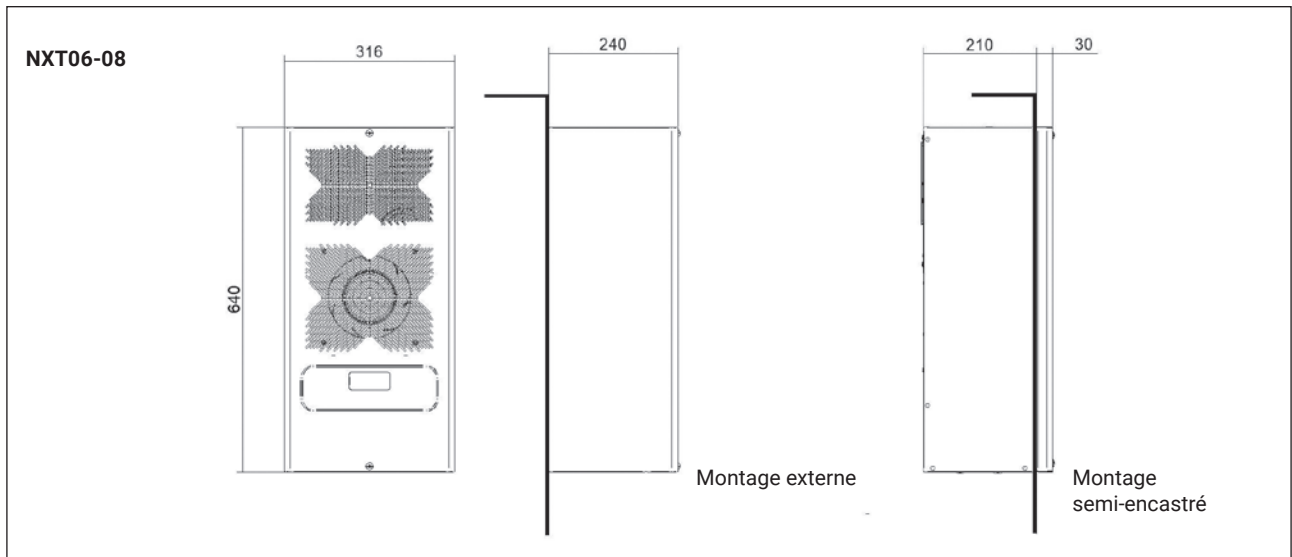 NXT06-08
316
240
210
30
640
Montage externe
Montage
semi-encastré